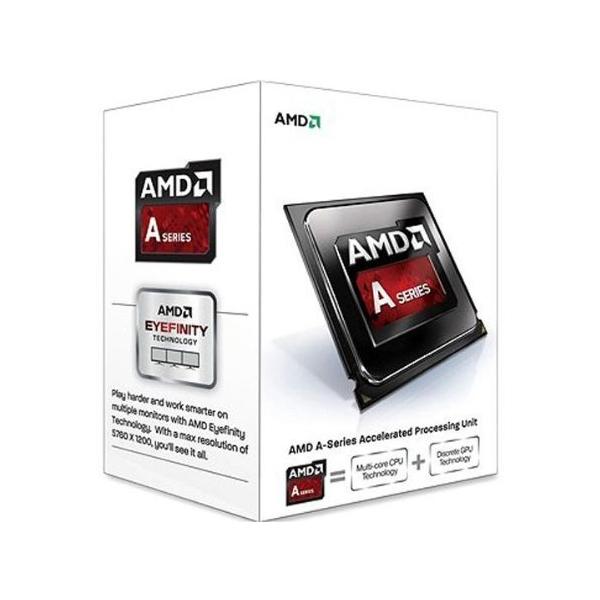 AMD
A SERIES
AMD
EYEFINITY
TECHNOLOGY
Play harder and work smarter on
multiple monitors with AMD Eyefinity
Technology. With a max resolution of
5760 X 1200, you'll see it all.
AMD
AMD
A SERIES
AMD A-Series Accelerated Processing Unit
AMD
A SERIES
=
Multi-core CPU
Technology
+
Discrete GPU
Technology